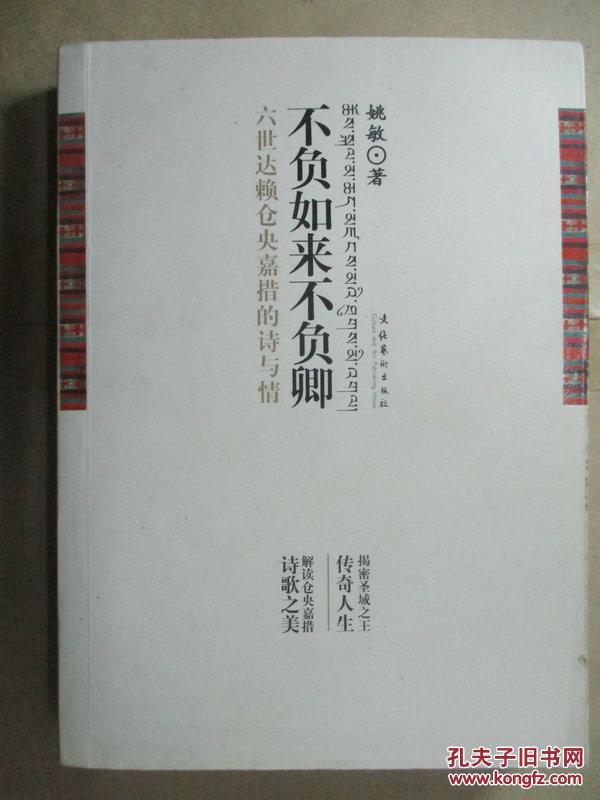 姚敏 著
不负如来不负卿
六世达赖仓央嘉措的诗与情
文化艺术出版社
Culture and Art Publishing House
揭密圣域之王
传奇人生
解读仓央嘉措
诗歌之美
孔夫子旧书网
www.kongfz.com